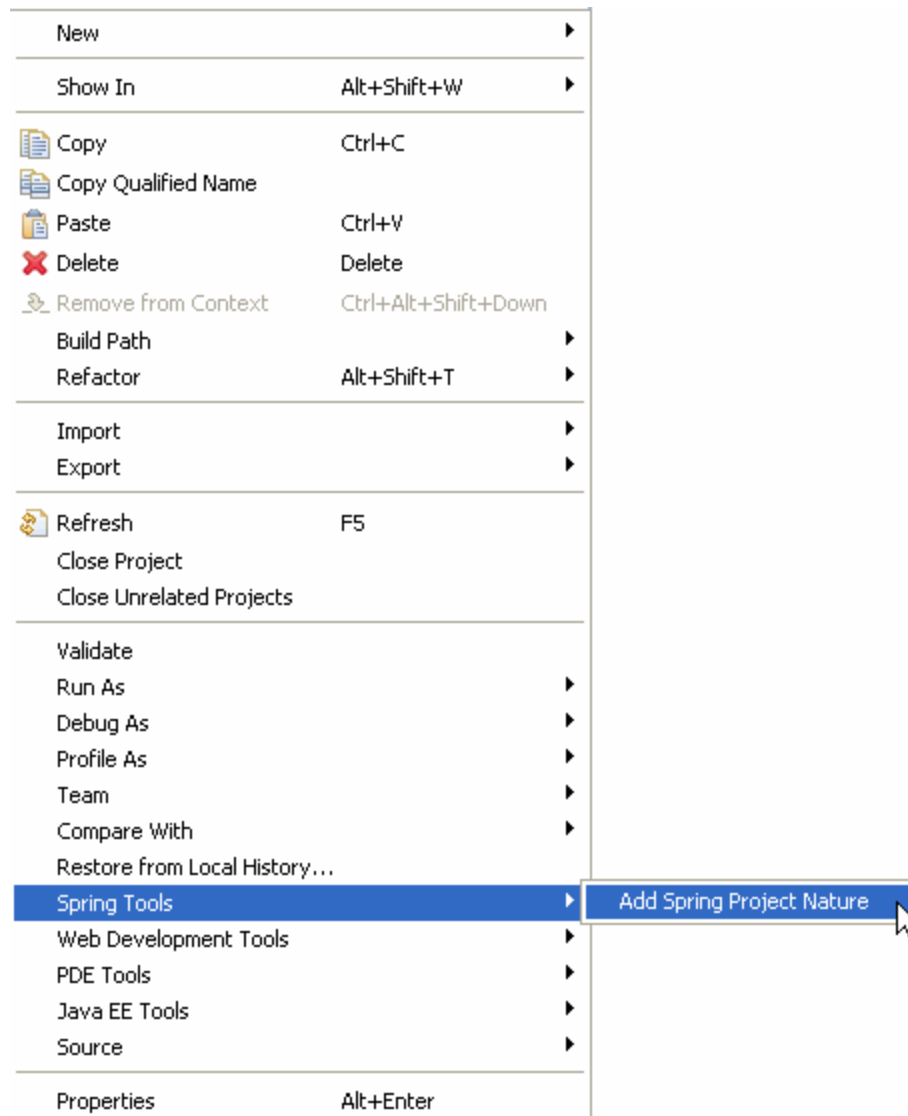 New
Show In Alt+Shift+W
Copy Ctrl+C
Copy Qualified Name
Paste Ctrl+V
Delete Delete
Remove from Context Ctrl+Alt+Shift+Down
Build Path
Refactor Alt+Shift+T
Import
Export
Refresh F5
Close Project
Close Unrelated Projects
Validate
Run As
Debug As
Profile As
Team
Compare With
Restore from Local History...
Spring Tools Add Spring Project Nature
Web Development Tools
PDE Tools
Java EE Tools
Source
Properties Alt+Enter